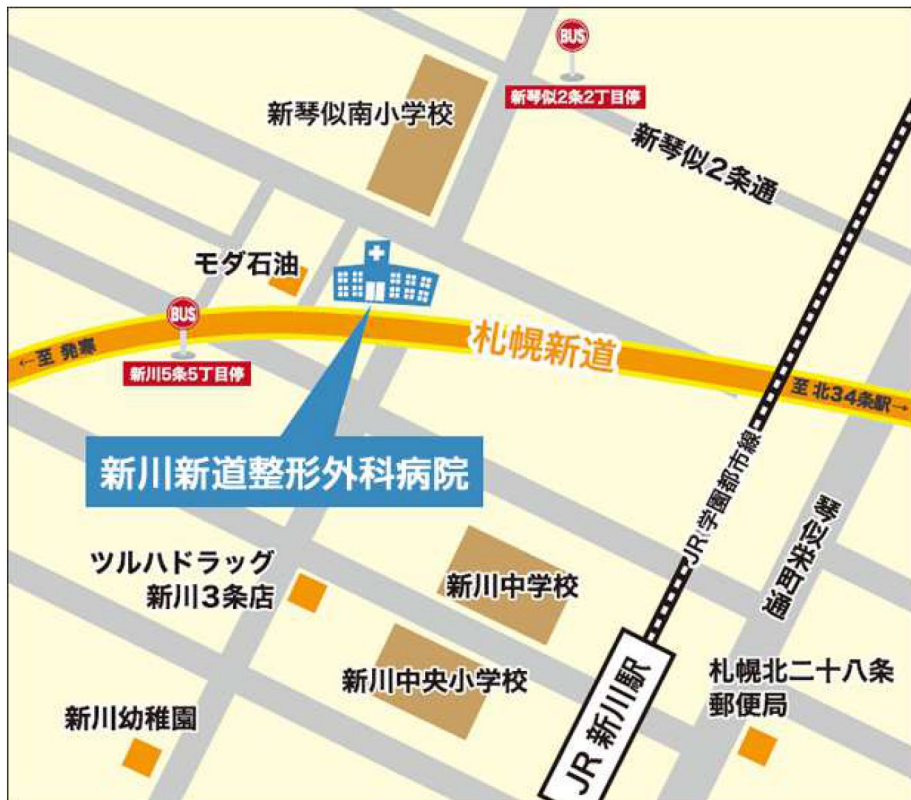 BUS
新琴似2条2丁目停
新琴似南小学校
新琴似2条通
モダ石油
BUS
新川5条5丁目停
←至 発寒
札幌新道
至 北34条駅→
新川新道整形外科病院
JR学園都市線
琴似栄町通
ツルハドラッグ
新川3条店
新川中学校
新川中央小学校
JR 新川駅
札幌北二十八条
郵便局
新川幼稚園